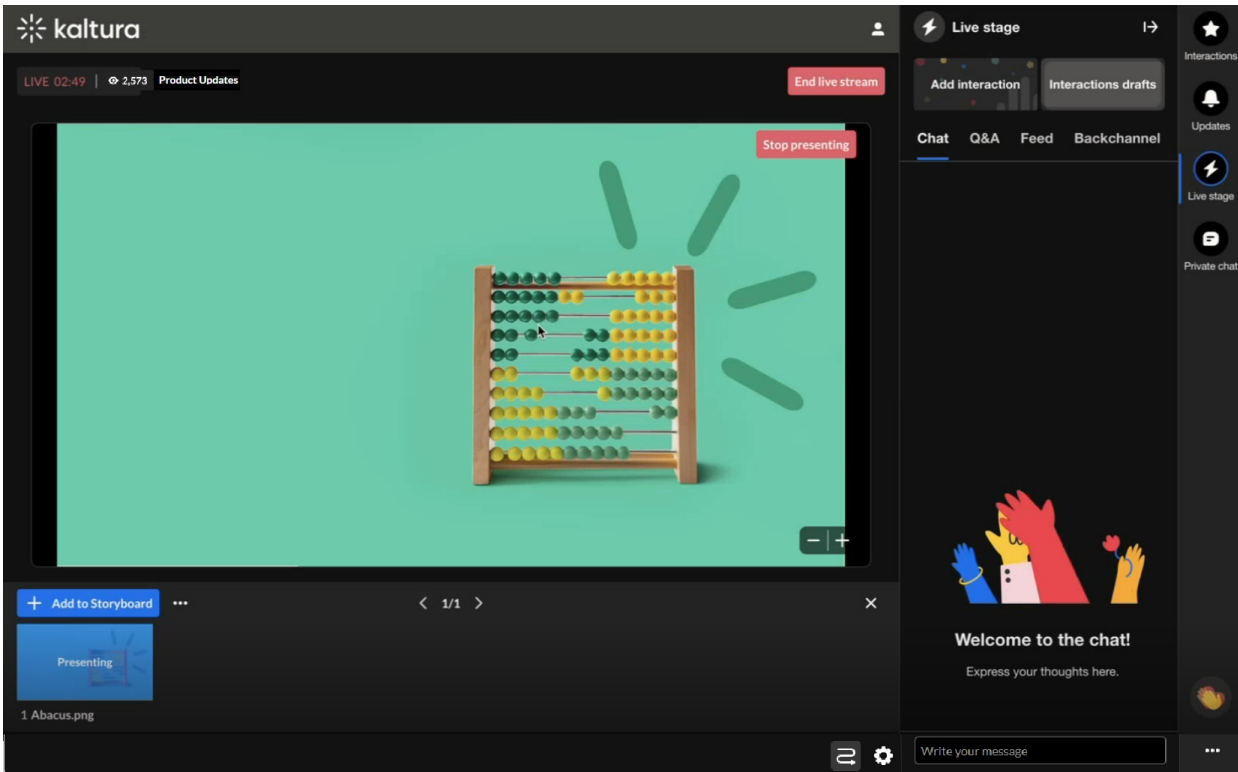 kaltura
LIVE 02:49 | 2,573 Product Updates
End live stream
Stop presenting
+ Add to Storyboard •••
< 1/1 >
Presenting
1 Abacus.png
Live stage
Add interaction
Interactions drafts
Chat Q&A Feed Backchannel
Welcome to the chat!
Express your thoughts here.
Write your message
Interactions
Updates
Live stage
Private chat